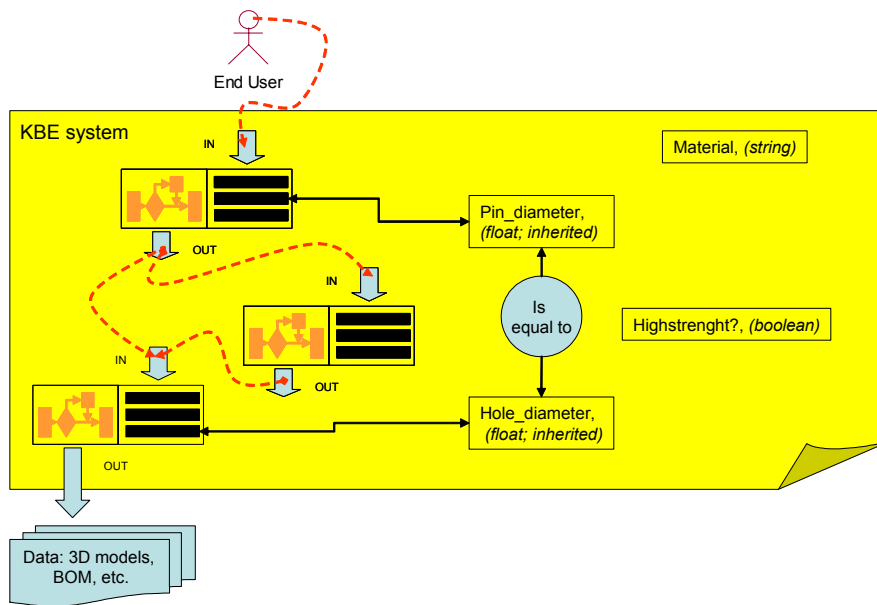 End User
KBE system
IN
Material, (string)
Pin_diameter,
(float; inherited)
OUT
IN
Is
equal to
Highstrenght?, (boolean)
IN
OUT
Hole_diameter,
(float; inherited)
OUT
Data: 3D models,
BOM, etc.